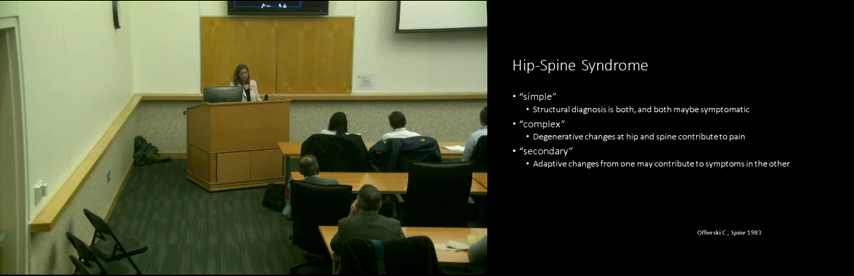 Hip-Spine Syndrome
• “simple”
• Structural diagnosis is both, and both maybe symptomatic
• “complex”
• Degenerative changes at hip and spine contribute to pain
• “secondary”
• Adaptive changes from one may contribute to symptoms in the other
Offierski C, Spine 1983